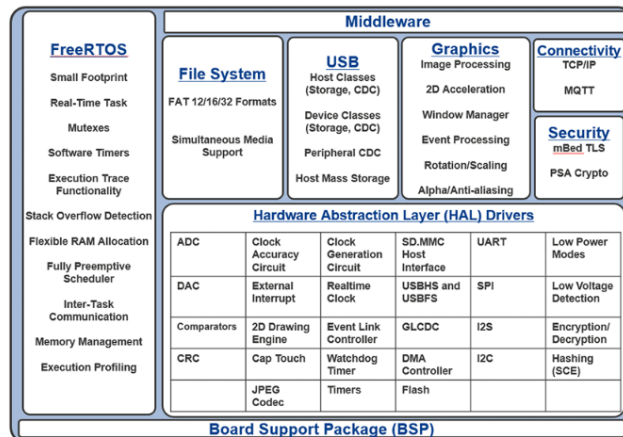 Middleware
FreeRTOS
Small Footprint
Real-Time Task
Mutexes
Software Timers
Execution Trace
Functionality
Stack Overflow Detection
Flexible RAM Allocation
Fully Preemptive
Scheduler
Inter-Task
Communication
Memory Management
Execution Profiling
File System
FAT 12/16/32 Formats
Simultaneous Media
Support
USB
Host Classes
(Storage, CDC)
Device Classes
(Storage, CDC)
Peripheral CDC
Host Mass Storage
Graphics
Image Processing
2D Acceleration
Window Manager
Event Processing
Rotation/Scaling
Alpha/Anti-aliasing
Connectivity
TCP/IP
MQTT
Security
mBed TLS
PSA Crypto
Hardware Abstraction Layer (HAL) Drivers
ADC
Clock
Accuracy
Circuit
Clock
Generation
Circuit
SD.MMC
Host
Interface
UART
Low Power
Modes
DAC
External
Interrupt
Realtime
Clock
USBHS and
USBFS
SPI
Low Voltage
Detection
Comparators
2D Drawing
Engine
Event Link
Controller
GLCDC
I2S
Encryption/
Decryption
CRC
Cap Touch
Watchdog
Timer
DMA
Controller
I2C
Hashing
(SCE)
JPEG
Codec
Timers
Flash
Board Support Package (BSP)